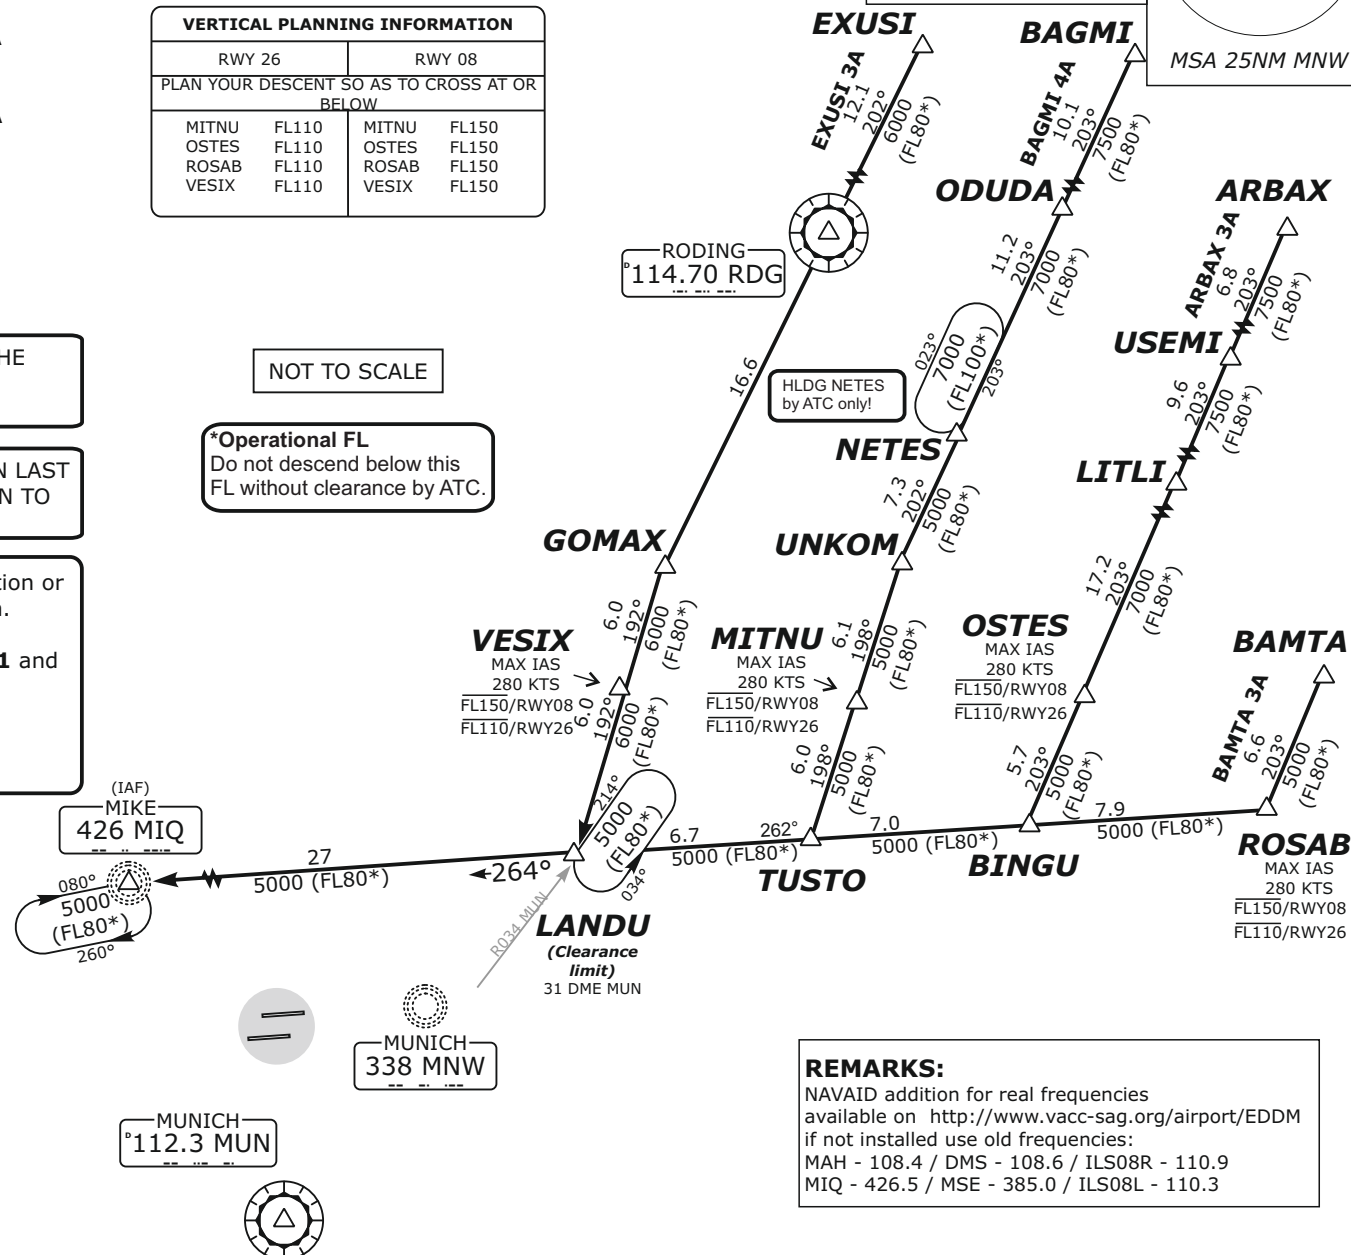 VERTICAL PLANNING INFORMATION
RWY 26 RWY 08
PLAN YOUR DESCENT SO AS TO CROSS AT OR
BELOW
MITNU FL110 MITNU FL150
OSTES FL110 OSTES FL150
ROSAB FL110 ROSAB FL150
VESIX FL110 VESIX FL150
EXUSI
BAGMI
MSA 25NM MNW
EXUSI 3A
12.1
202°
6000
(FL80*)
BAGMI 4A
10.1
203°
7500
(FL80*)
ODUDA
ARBAX
ARBAX 3A
6.8
203°
7500
(FL80*)
RODING
D 114.70 RDG
11.2
203°
7000
(FL80*)
HE
NOT TO SCALE
16.6
HLDG NETES
by ATC only!
023°
7000
(FL100*)
203°
USEMI
9.6
203°
7500
(FL80*)
*Operational FL
Do not descend below this
FL without clearance by ATC.
N LAST
N TO
NETES
7.3
202°
5000
(FL80*)
LITLI
GOMAX
UNKOM
17.2
203°
7000
(FL80*)
tion or
.
1 and
6.0
192°
6000
(FL80*)
VESIX
MAX IAS
280 KTS
FL150/RWY08
FL110/RWY26
6.1
198°
5000
(FL80*)
MITNU
MAX IAS
280 KTS
FL150/RWY08
FL110/RWY26
OSTES
MAX IAS
280 KTS
FL150/RWY08
FL110/RWY26
BAMTA
BAMTA 3A
6.6
203°
5000
(FL80*)
6.0
192°
6000
(FL80*)
6.0
198°
5000
(FL80*)
5.7
203°
5000
(FL80*)
(IAF)
MIKE
426 MIQ
080°
5000
(FL80*)
260°
27
5000 (FL80*)
264°
214°
5000
(FL80*)
034°
6.7
262°
5000 (FL80*)
7.0
5000 (FL80*)
7.9
5000 (FL80*)
TUSTO
BINGU
ROSAB
MAX IAS
280 KTS
FL150/RWY08
FL110/RWY26
R034 MUN
LANDU
(Clearance
limit)
31 DME MUN
MUNICH
338 MNW
MUNICH
D 112.3 MUN
REMARKS:
NAVAID addition for real frequencies
available on http://www.vacc-sag.org/airport/EDDM
if not installed use old frequencies:
MAH - 108.4 / DMS - 108.6 / ILS08R - 110.9
MIQ - 426.5 / MSE - 385.0 / ILS08L - 110.3